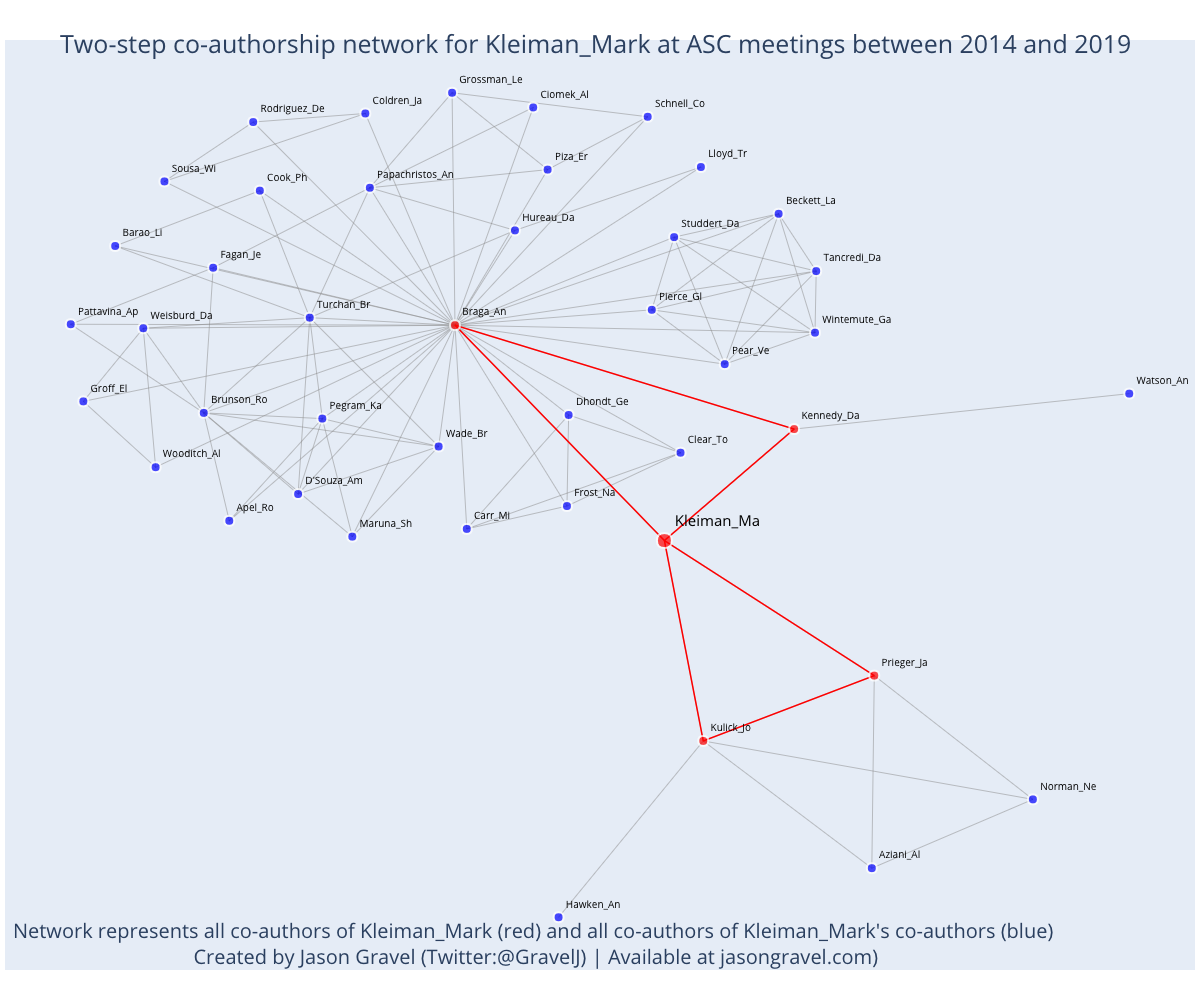 Two-step co-authorship network for Kleiman_Mark at ASC meetings between 2014 and 2019
Grossman_Le
Ciomek_Al
Coldren_Ja
Schnell_Co
Rodriguez_De
Piza_Er
Lloyd_Tr
Sousa_Wi
Papachristos_An
Cook_Ph
Beckett_La
Hureau_Da
Studdert_Da
Barao_Li
Fagan_Je
Tancredi_Da
Pierce_Gl
Turchan_Br
Braga_An
Pattavina_Ap
Weisburd_Da
Wintemute_Ga
Pear_Ve
Watson_An
Groff_El
Brunson_Ro
Pegram_Ka
Dhondt_Ge
Kennedy_Da
Wade_Br
Clear_To
Wooditch_Al
D'Souza_Am
Frost_Na
Apel_Ro
Carr_Mi
Maruna_Sh
Kleiman_Ma
Prieger_Ja
Kulick_Jo
Norman_Ne
Aziani_Al
Hawken_An
Network represents all co-authors of Kleiman_Mark (red) and all co-authors of Kleiman_Mark's co-authors (blue)
Created by Jason Gravel (Twitter:@GravelJ) | Available at jasongravel.com)